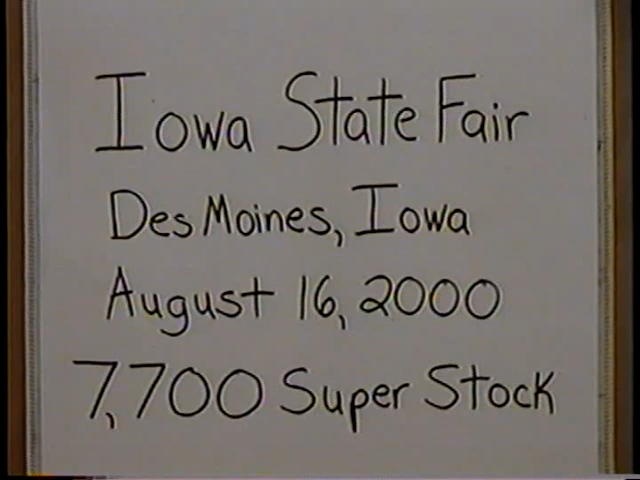 Iowa State Fair
Des Moines, Iowa
August 16, 2000
7,700 Super Stock